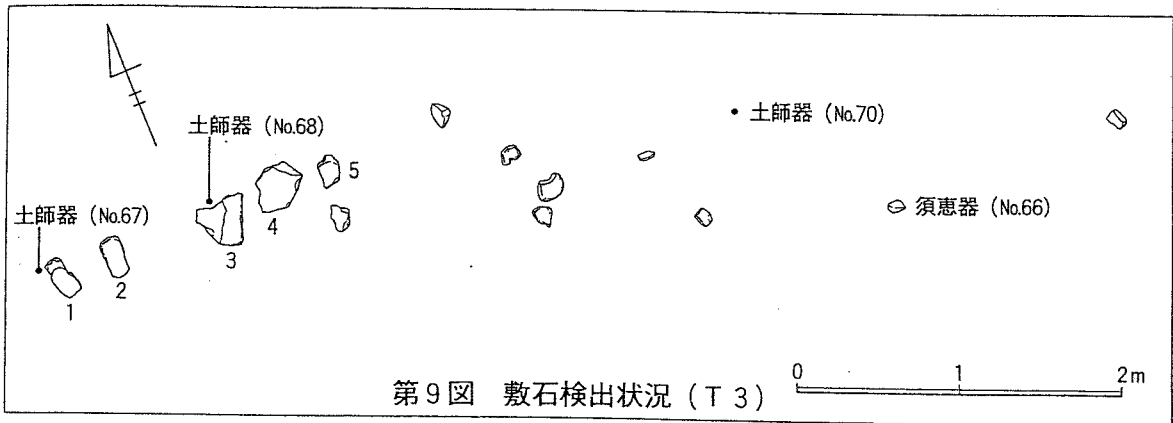 土師器 (No.68)
土師器 (No.70)
5
土師器 (No.67)
4
須恵器 (No.66)
3
2
1
0 1 2m
第9図 敷石検出状況 (T3)